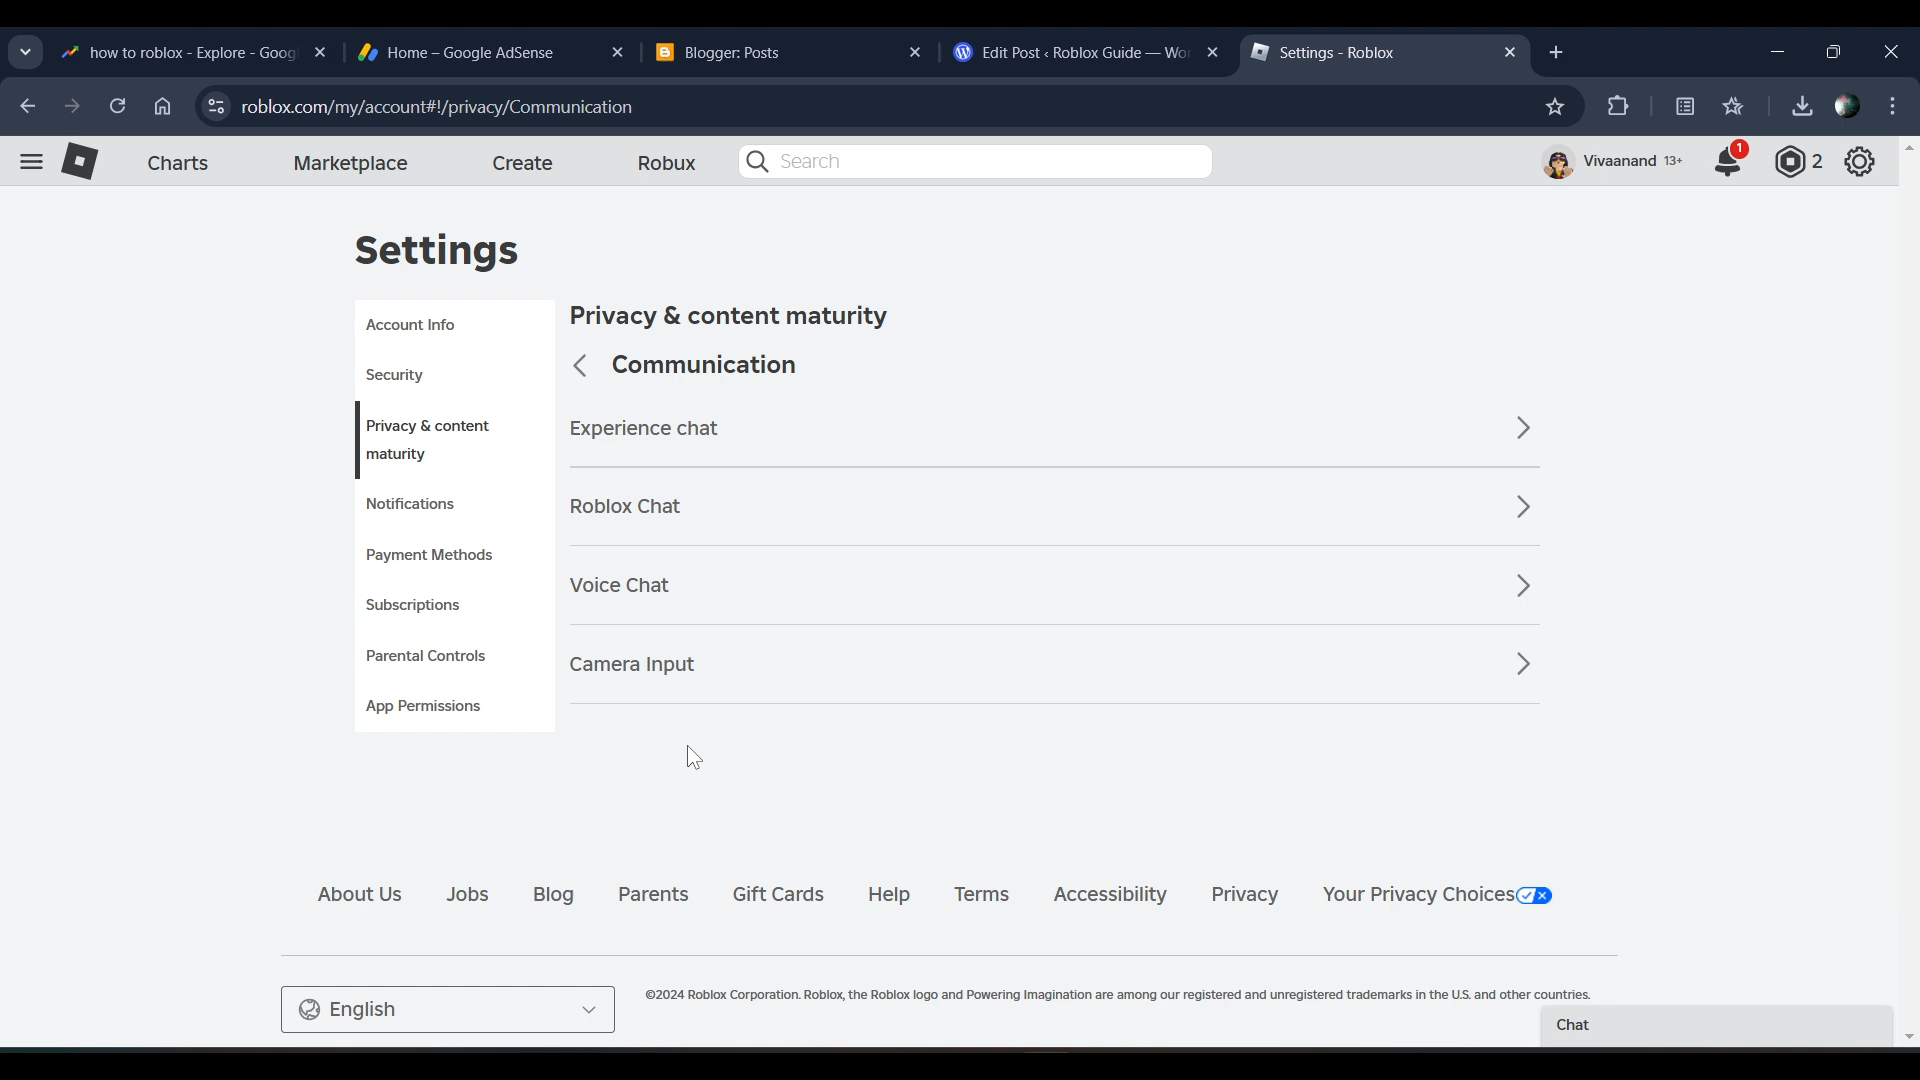 how to roblox - Explore - Goog
Home – Google AdSense
Blogger: Posts
Edit Post ‹ Roblox Guide — Wo
Settings - Roblox
roblox.com/my/account#!/privacy/Communication
Charts
Marketplace
Create
Robux
Search
Vivaanand 13+
1
2
Settings
Account Info
Security
Privacy & content
maturity
Notifications
Payment Methods
Subscriptions
Parental Controls
App Permissions
Privacy & content maturity
Communication
Experience chat
Roblox Chat
Voice Chat
Camera Input
About Us
Jobs
Blog
Parents
Gift Cards
Help
Terms
Accessibility
Privacy
Your Privacy Choices
English
©2024 Roblox Corporation. Roblox, the Roblox logo and Powering Imagination are among our registered and unregistered trademarks in the U.S. and other countries.
Chat